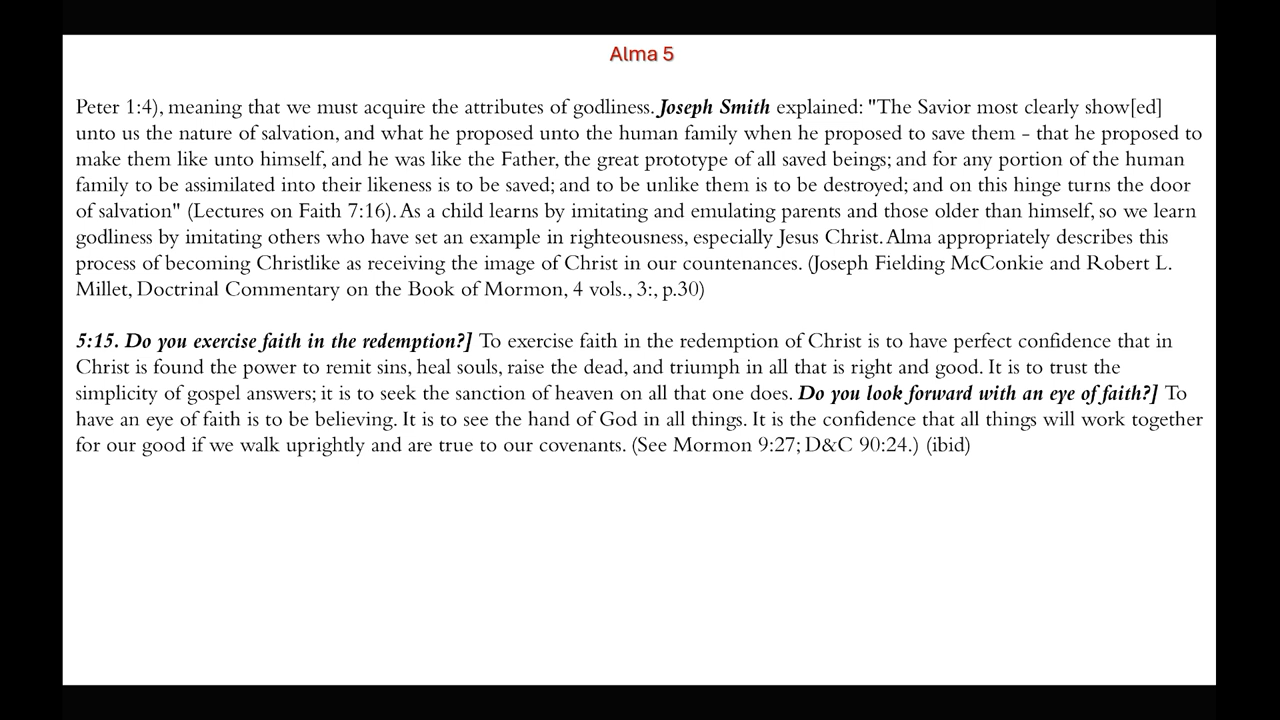 Alma 5
Peter 1:4), meaning that we must acquire the attributes of godliness. Joseph Smith explained: "The Savior most clearly show[ed]
unto us the nature of salvation, and what he proposed unto the human family when he proposed to save them - that he proposed to
make them like unto himself, and he was like the Father, the great prototype of all saved beings; and for any portion of the human
family to be assimilated into their likeness is to be saved; and to be unlike them is to be destroyed; and on this hinge turns the door
of salvation" (Lectures on Faith 7:16). As a child learns by imitating and emulating parents and those older than himself, so we learn
godliness by imitating others who have set an example in righteousness, especially Jesus Christ. Alma appropriately describes this
process of becoming Christlike as receiving the image of Christ in our countenances. (Joseph Fielding McConkie and Robert L.
Millet, Doctrinal Commentary on the Book of Mormon, 4 vols., 3:, p.30)
5:15. Do you exercise faith in the redemption?] To exercise faith in the redemption of Christ is to have perfect confidence that in
Christ is found the power to remit sins, heal souls, raise the dead, and triumph in all that is right and good. It is to trust the
simplicity of gospel answers; it is to seek the sanction of heaven on all that one does. Do you look forward with an eye of faith?] To
have an eye of faith is to be believing. It is to see the hand of God in all things. It is the confidence that all things will work together
for our good if we walk uprightly and are true to our covenants. (See Mormon 9:27; D&C 90:24.) (ibid)